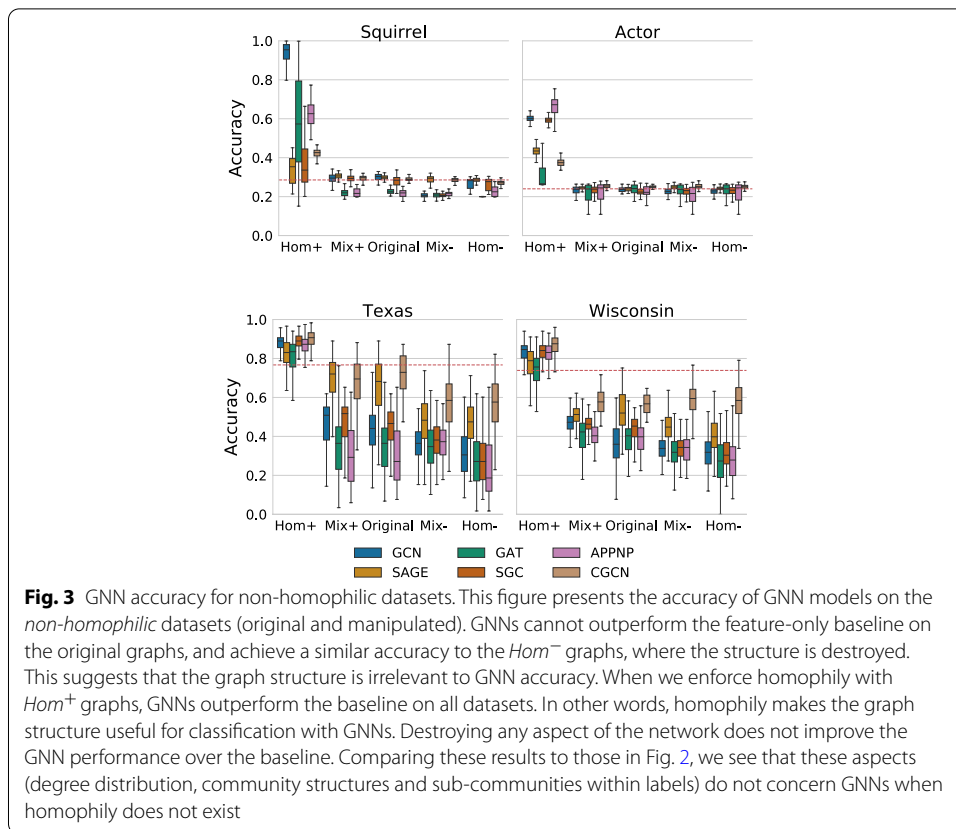 Squirrel
Actor
1.0
0.8
0.6
0.4
0.2
0.0
Accuracy
Accuracy
Hom+ Mix+ Original Mix- Hom-
Hom+ Mix+ Original Mix- Hom-
Texas
Wisconsin
1.0
0.8
0.6
0.4
0.2
0.0
Accuracy
Accuracy
Hom+ Mix+ Original Mix- Hom-
Hom+ Mix+ Original Mix- Hom-
GCN GAT APPNP
SAGE SGC CGCN
Fig. 3 GNN accuracy for non-homophilic datasets. This figure presents the accuracy of GNN models on the
non-homophilic datasets (original and manipulated). GNNs cannot outperform the feature-only baseline on
the original graphs, and achieve a similar accuracy to the Hom⁻ graphs, where the structure is destroyed.
This suggests that the graph structure is irrelevant to GNN accuracy. When we enforce homophily with
Hom⁺ graphs, GNNs outperform the baseline on all datasets. In other words, homophily makes the graph
structure useful for classification with GNNs. Destroying any aspect of the network does not improve the
GNN performance over the baseline. Comparing these results to those in Fig. 2, we see that these aspects
(degree distribution, community structures and sub-communities within labels) do not concern GNNs when
homophily does not exist